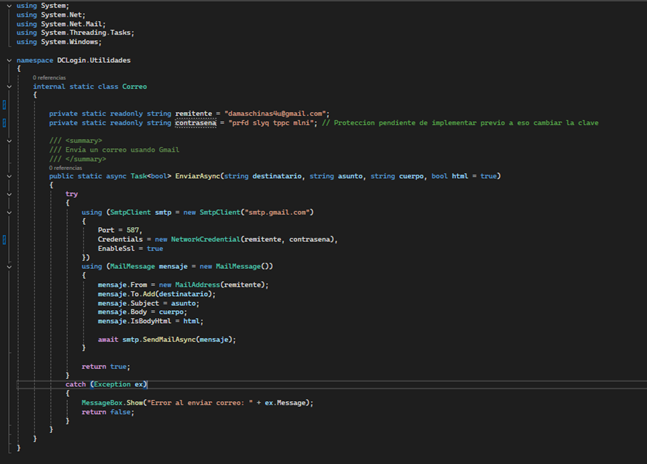 using System;
using System.Net;
using System.Net.Mail;
using System.Threading.Tasks;
using System.Windows;
namespace DCLogin.Utilidades
{
0 referencias
internal static class Correo
{
private static readonly string remitente = "damaschinas4u@gmail.com";
private static readonly string contrasena = "prfd slyq tppc mlni"; // Proteccion pendiente de implementar previo a eso cambiar la clave
/// <summary>
/// Envía un correo usando Gmail
/// </summary>
0 referencias
public static async Task<bool> EnviarAsync(string destinatario, string asunto, string cuerpo, bool html = true)
{
try
{
using (SmtpClient smtp = new SmtpClient("smtp.gmail.com")
{
Port = 587,
Credentials = new NetworkCredential(remitente, contrasena),
EnableSsl = true
})
using (MailMessage mensaje = new MailMessage())
{
mensaje.From = new MailAddress(remitente);
mensaje.To.Add(destinatario);
mensaje.Subject = asunto;
mensaje.Body = cuerpo;
mensaje.IsBodyHtml = html;
await smtp.SendMailAsync(mensaje);
}
return true;
}
catch (Exception ex)
{
MessageBox.Show("Error al enviar correo: " + ex.Message);
return false;
}
}
}
}